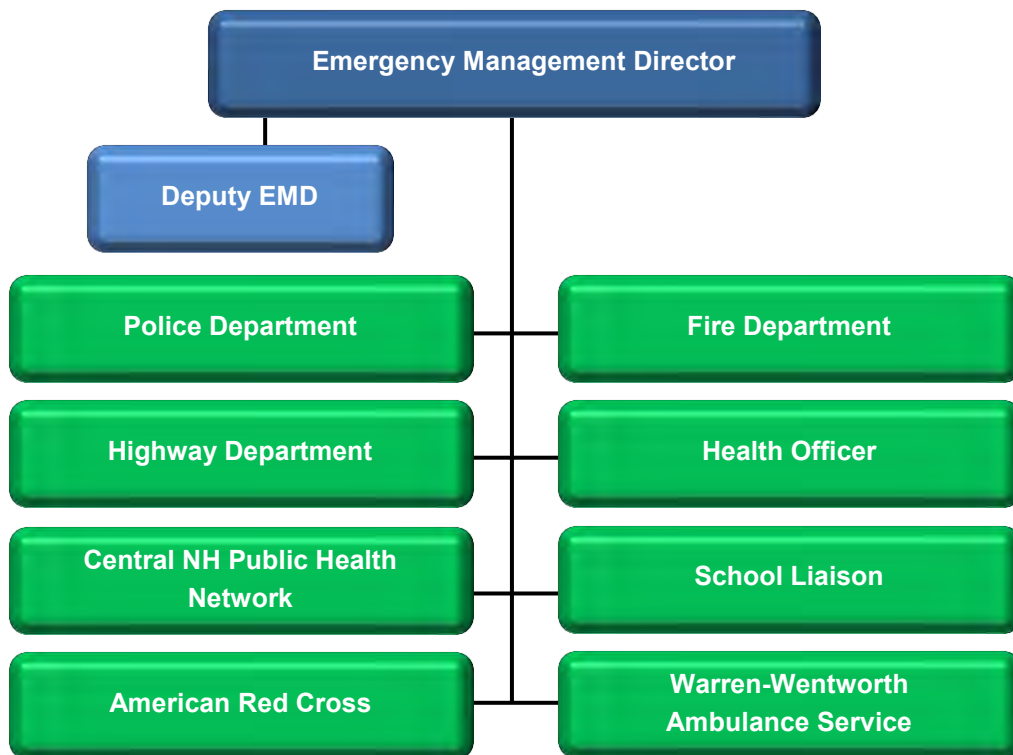 Emergency Management Director
Deputy EMD
Police Department
Fire Department
Highway Department
Health Officer
Central NH Public Health
Network
School Liaison
American Red Cross
Warren-Wentworth
Ambulance Service